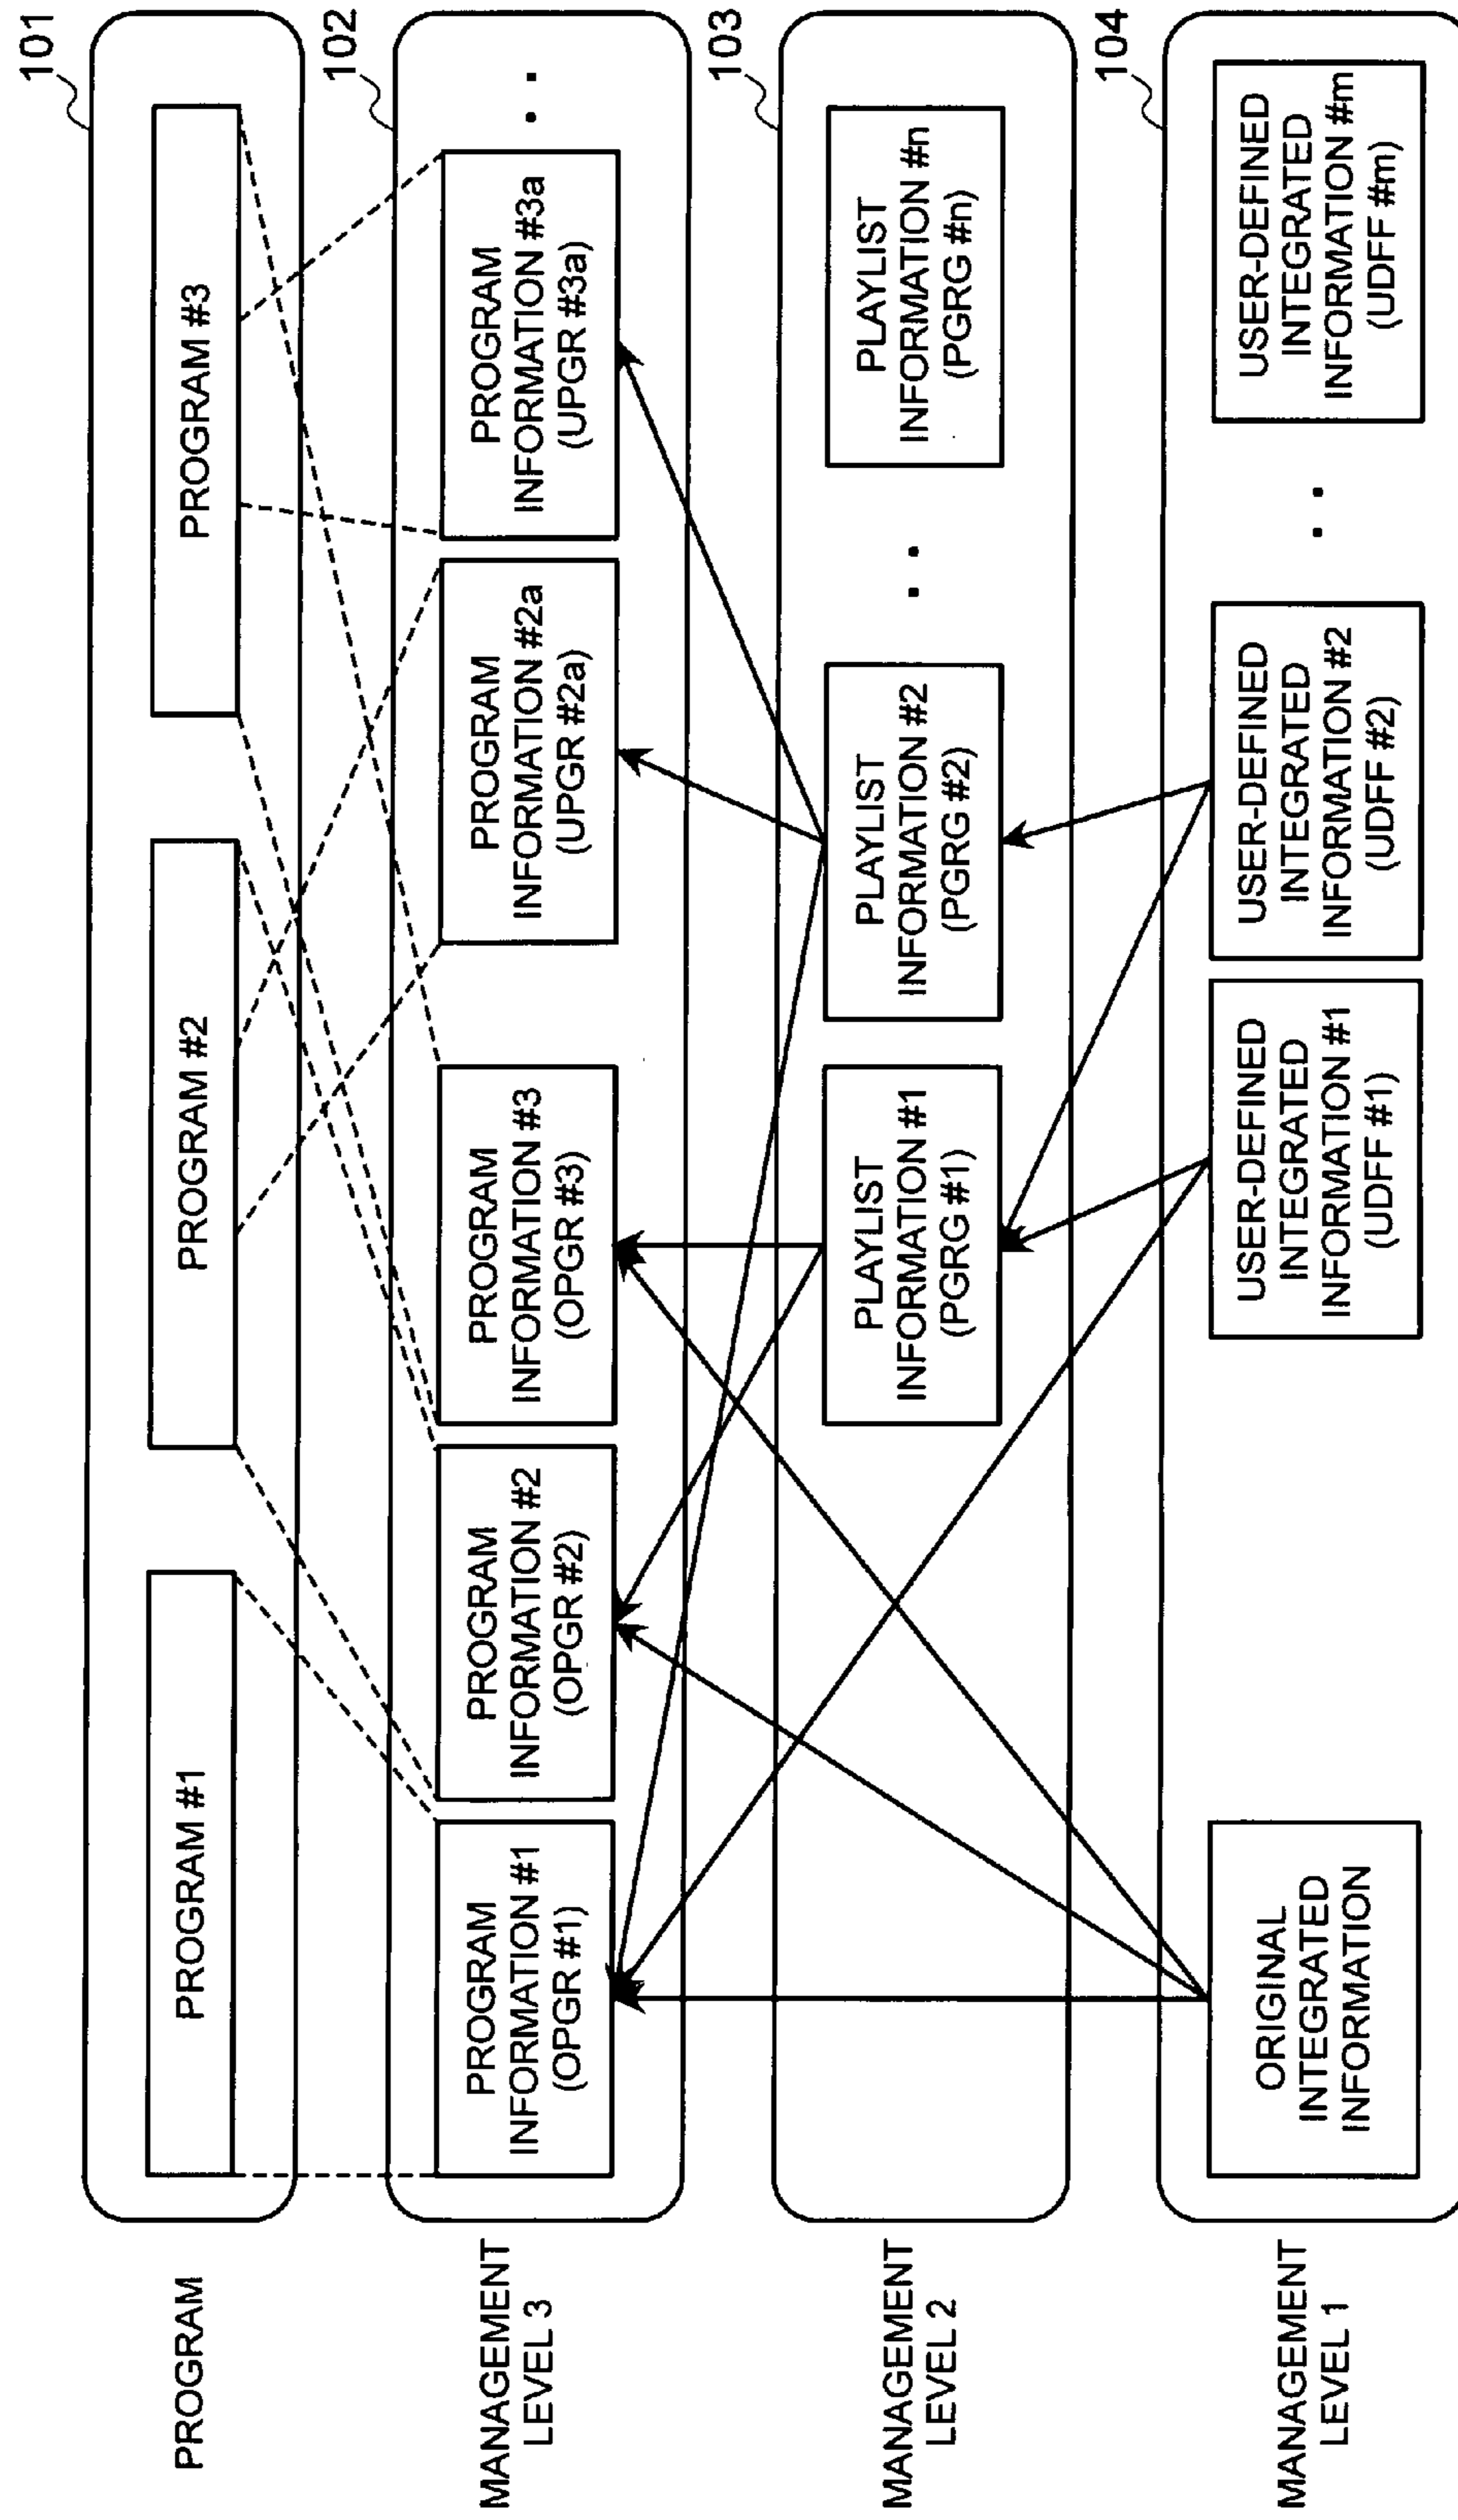 101
PROGRAM
PROGRAM #1
PROGRAM #2
PROGRAM #3
102
MANAGEMENT
LEVEL 3
PROGRAM
INFORMATION #1
(OPGR #1)
PROGRAM
INFORMATION #2
(OPGR #2)
PROGRAM
INFORMATION #3
(OPGR #3)
PROGRAM
INFORMATION #2a
(UPGR #2a)
PROGRAM
INFORMATION #3a
(UPGR #3a)
103
MANAGEMENT
LEVEL 2
PLAYLIST
INFORMATION #1
(PGRG #1)
PLAYLIST
INFORMATION #2
(PGRG #2)
PLAYLIST
INFORMATION #n
(PGRG #n)
104
MANAGEMENT
LEVEL 1
ORIGINAL
INTEGRATED
INFORMATION
USER-DEFINED
INTEGRATED
INFORMATION #1
(UDFF #1)
USER-DEFINED
INTEGRATED
INFORMATION #2
(UDFF #2)
USER-DEFINED
INTEGRATED
INFORMATION #m
(UDFF #m)